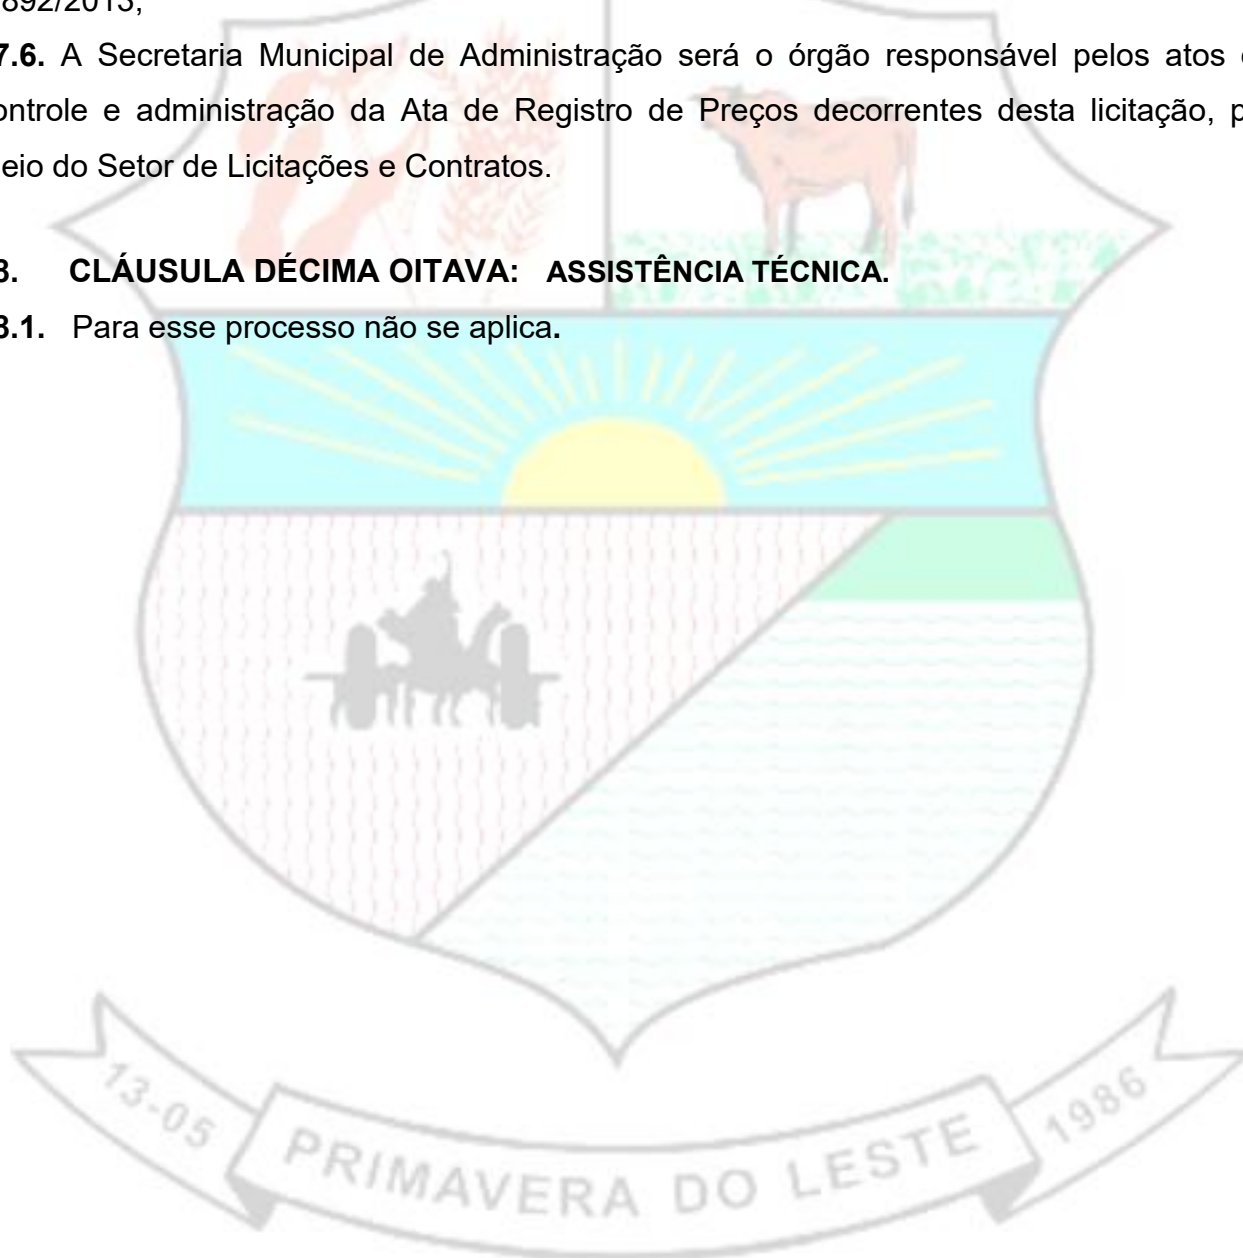 892/2013;
7.6. A Secretaria Municipal de Administração será o órgão responsável pelos atos
ontrole e administração da Ata de Registro de Preços decorrentes desta licitação, p
eio do Setor de Licitações e Contratos.
8. CLÁUSULA DÉCIMA OITAVA: ASSISTÊNCIA TÉCNICA.
8.1. Para esse processo não se aplica.
13-05
PRIMAVERA DO LESTE
1986